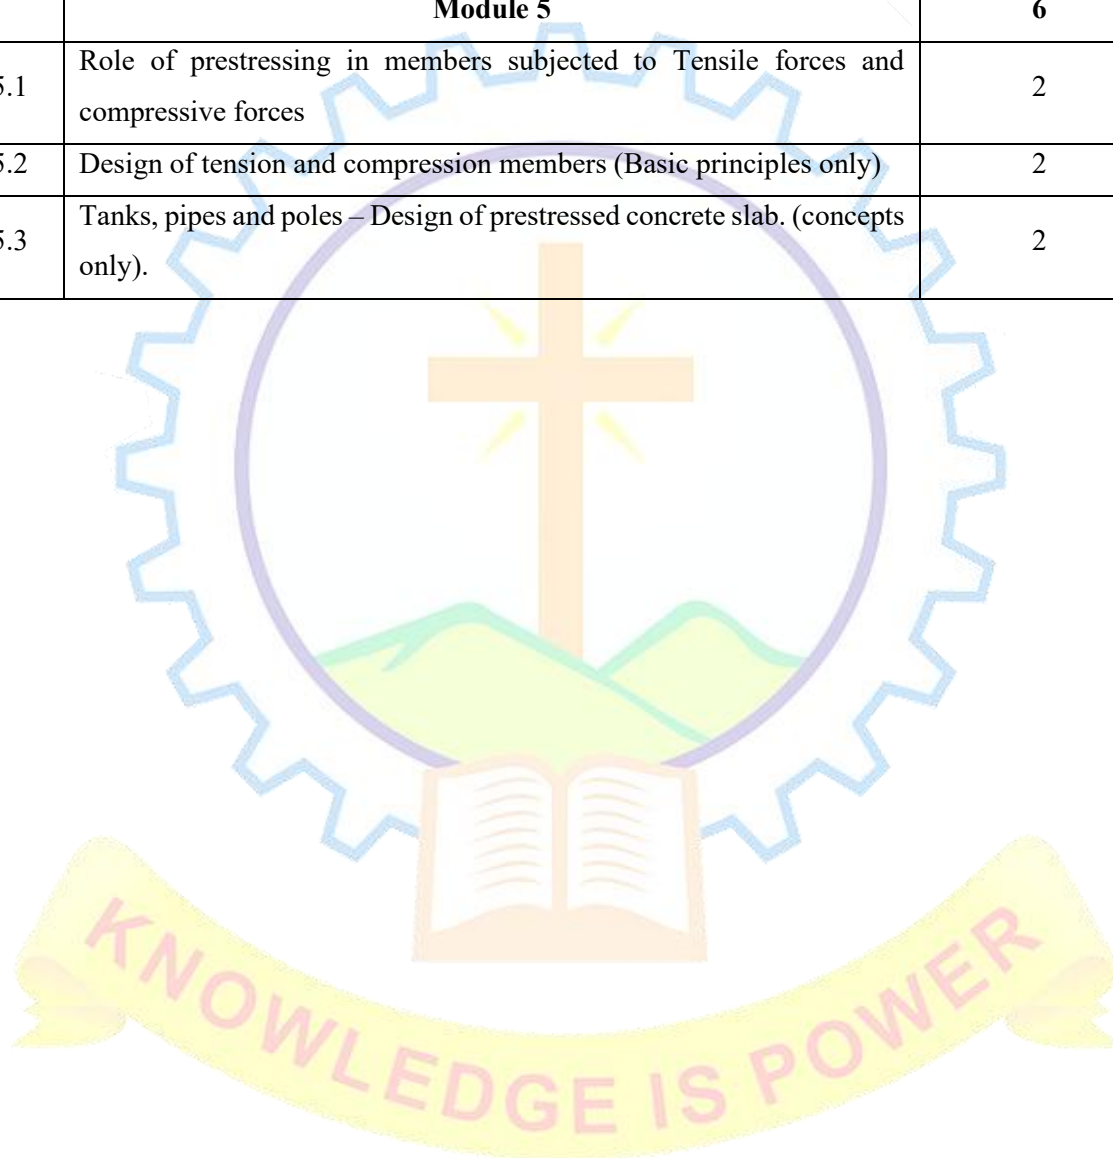 Module 5 6
5.1 Role of prestressing in members subjected to Tensile forces and
compressive forces 2
5.2 Design of tension and compression members (Basic principles only) 2
5.3 Tanks, pipes and poles – Design of prestressed concrete slab. (concepts
only). 2
KNOWLEDGE IS POWER